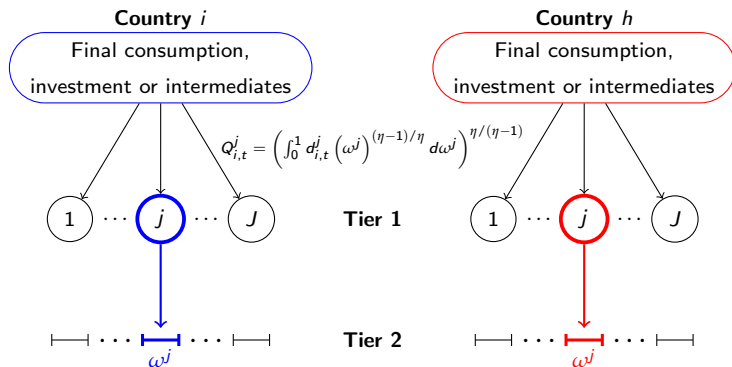 Country i Country h
Final consumption, Final consumption,
investment or intermediates investment or intermediates
Q^j_{i,t} = ( ∫_0^1 d^j_{i,t} (ω^j)^{(η−1)/η} dω^j )^{η/(η−1)}
1 ··· j ··· J Tier 1 1 ··· j ··· J
··· ··· Tier 2 ··· ···
ω^j ω^j